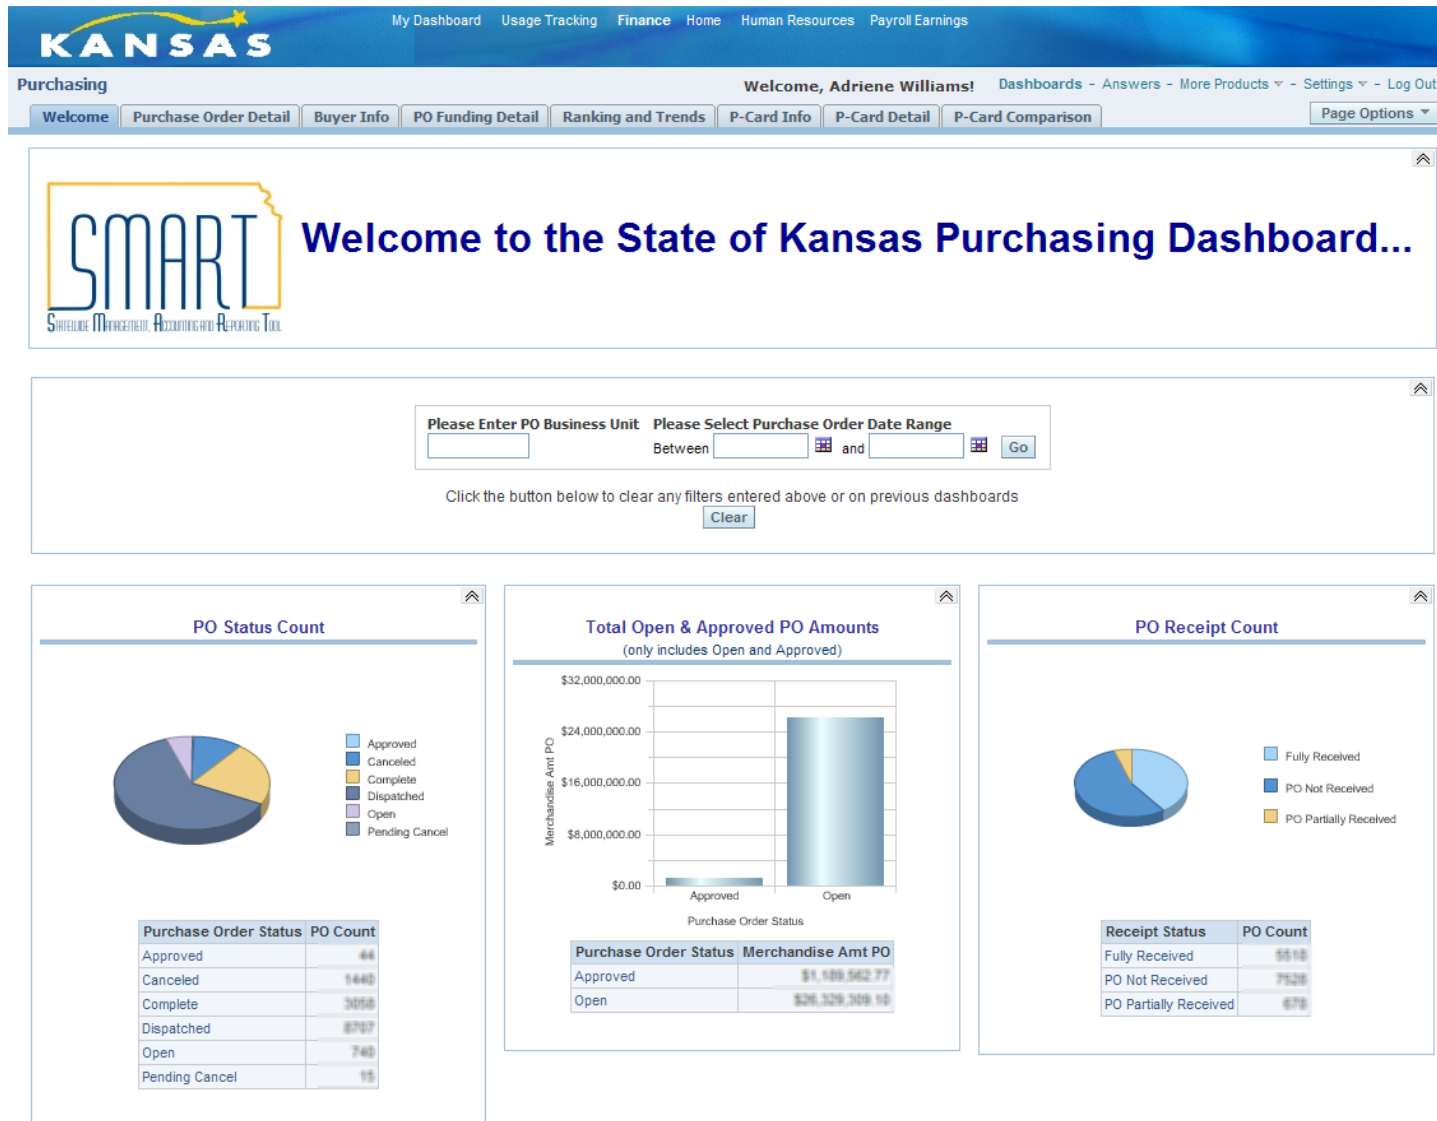 My Dashboard Usage Tracking Finance Home Human Resources Payroll Earnings
KANSAS
Purchasing
Welcome, Adriene Williams! Dashboards - Answers - More Products - Settings - Log Out
Welcome Purchase Order Detail Buyer Info PO Funding Detail Ranking and Trends P-Card Info P-Card Detail P-Card Comparison Page Options
SMART
Statewide Management, Accounting and Reporting Tool
Welcome to the State of Kansas Purchasing Dashboard...
Please Enter PO Business Unit Please Select Purchase Order Date Range
Between and Go
Click the button below to clear any filters entered above or on previous dashboards
Clear
PO Status Count
Approved
Canceled
Complete
Dispatched
Open
Pending Cancel
Purchase Order Status PO Count
Approved
Canceled
Complete
Dispatched
Open
Pending Cancel
Total Open & Approved PO Amounts
(only includes Open and Approved)
Merchandise Amt PO
$32,000,000.00
$24,000,000.00
$16,000,000.00
$8,000,000.00
$0.00
Approved Open
Purchase Order Status
Purchase Order Status Merchandise Amt PO
Approved
Open
PO Receipt Count
Fully Received
PO Not Received
PO Partially Received
Receipt Status PO Count
Fully Received
PO Not Received
PO Partially Received